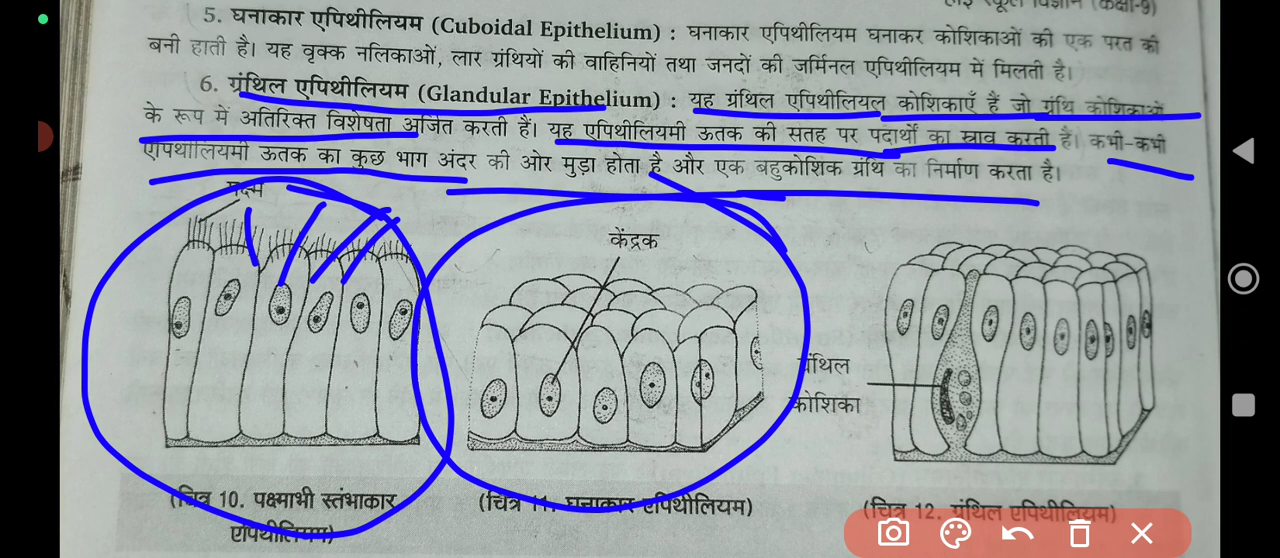 हाई स्कूल विज्ञान (कक्षा-9)
5. घनाकार एपिथीलियम (Cuboidal Epithelium) : घनाकार एपिथीलियम घनाकर कोशिकाओं की एक परत की
बनी हाती है। यह वृक्क नलिकाओं, लार ग्रंथियों की वाहिनियों तथा जनदों की जर्मिनल एपिथीलियम में मिलती है।
6. ग्रंथिल एपिथीलियम (Glandular Epithelium) : यह ग्रंथिल एपिथीलियल कोशिकाएँ हैं जो ग्रंथि कोशिकाओं
के रूप में अतिरिक्त विशेषता अर्जित करती हैं। यह एपिथीलियमी ऊतक की सतह पर पदार्थो का स्राव करती है। कभी-कभी
एपिथीलियमी ऊतक का कुछ भाग अंदर की ओर मुड़ा होता है और एक बहुकोशिक ग्रंथि का निर्माण करता है।
पक्ष्म
केंद्रक
ग्रंथिल
कोशिका
(चित्र 10. पक्ष्माभी स्तंभाकार
एपिथीलियम)
(चित्र 11. घनाकार एपिथीलियम)
(चित्र 12. ग्रंथिल एपिथीलियम)